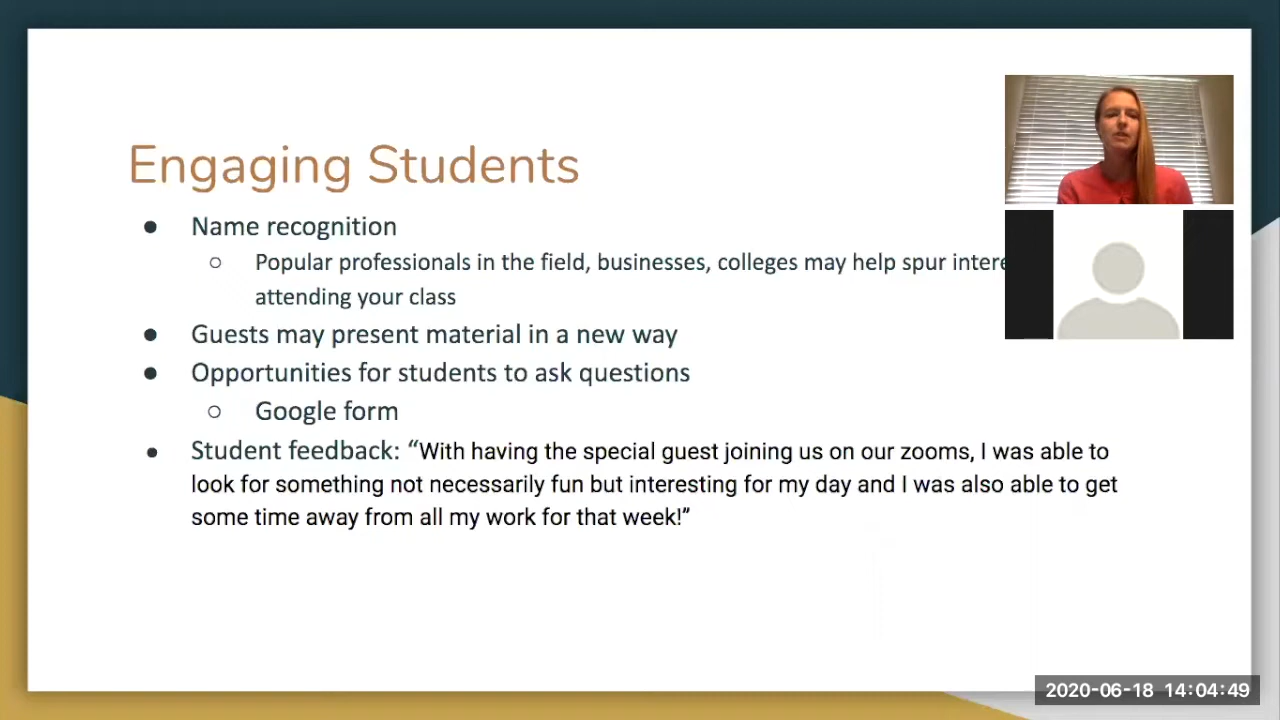 Engaging Students
● Name recognition
○ Popular professionals in the field, businesses, colleges may help spur
attending your class
● Guests may present material in a new way
● Opportunities for students to ask questions
○ Google form
● Student feedback: “With having the special guest joining us on our zooms, I was able to
look for something not necessarily fun but interesting for my day and I was also able to get
some time away from all my work for that week!”
2020-06-18 14:04:49